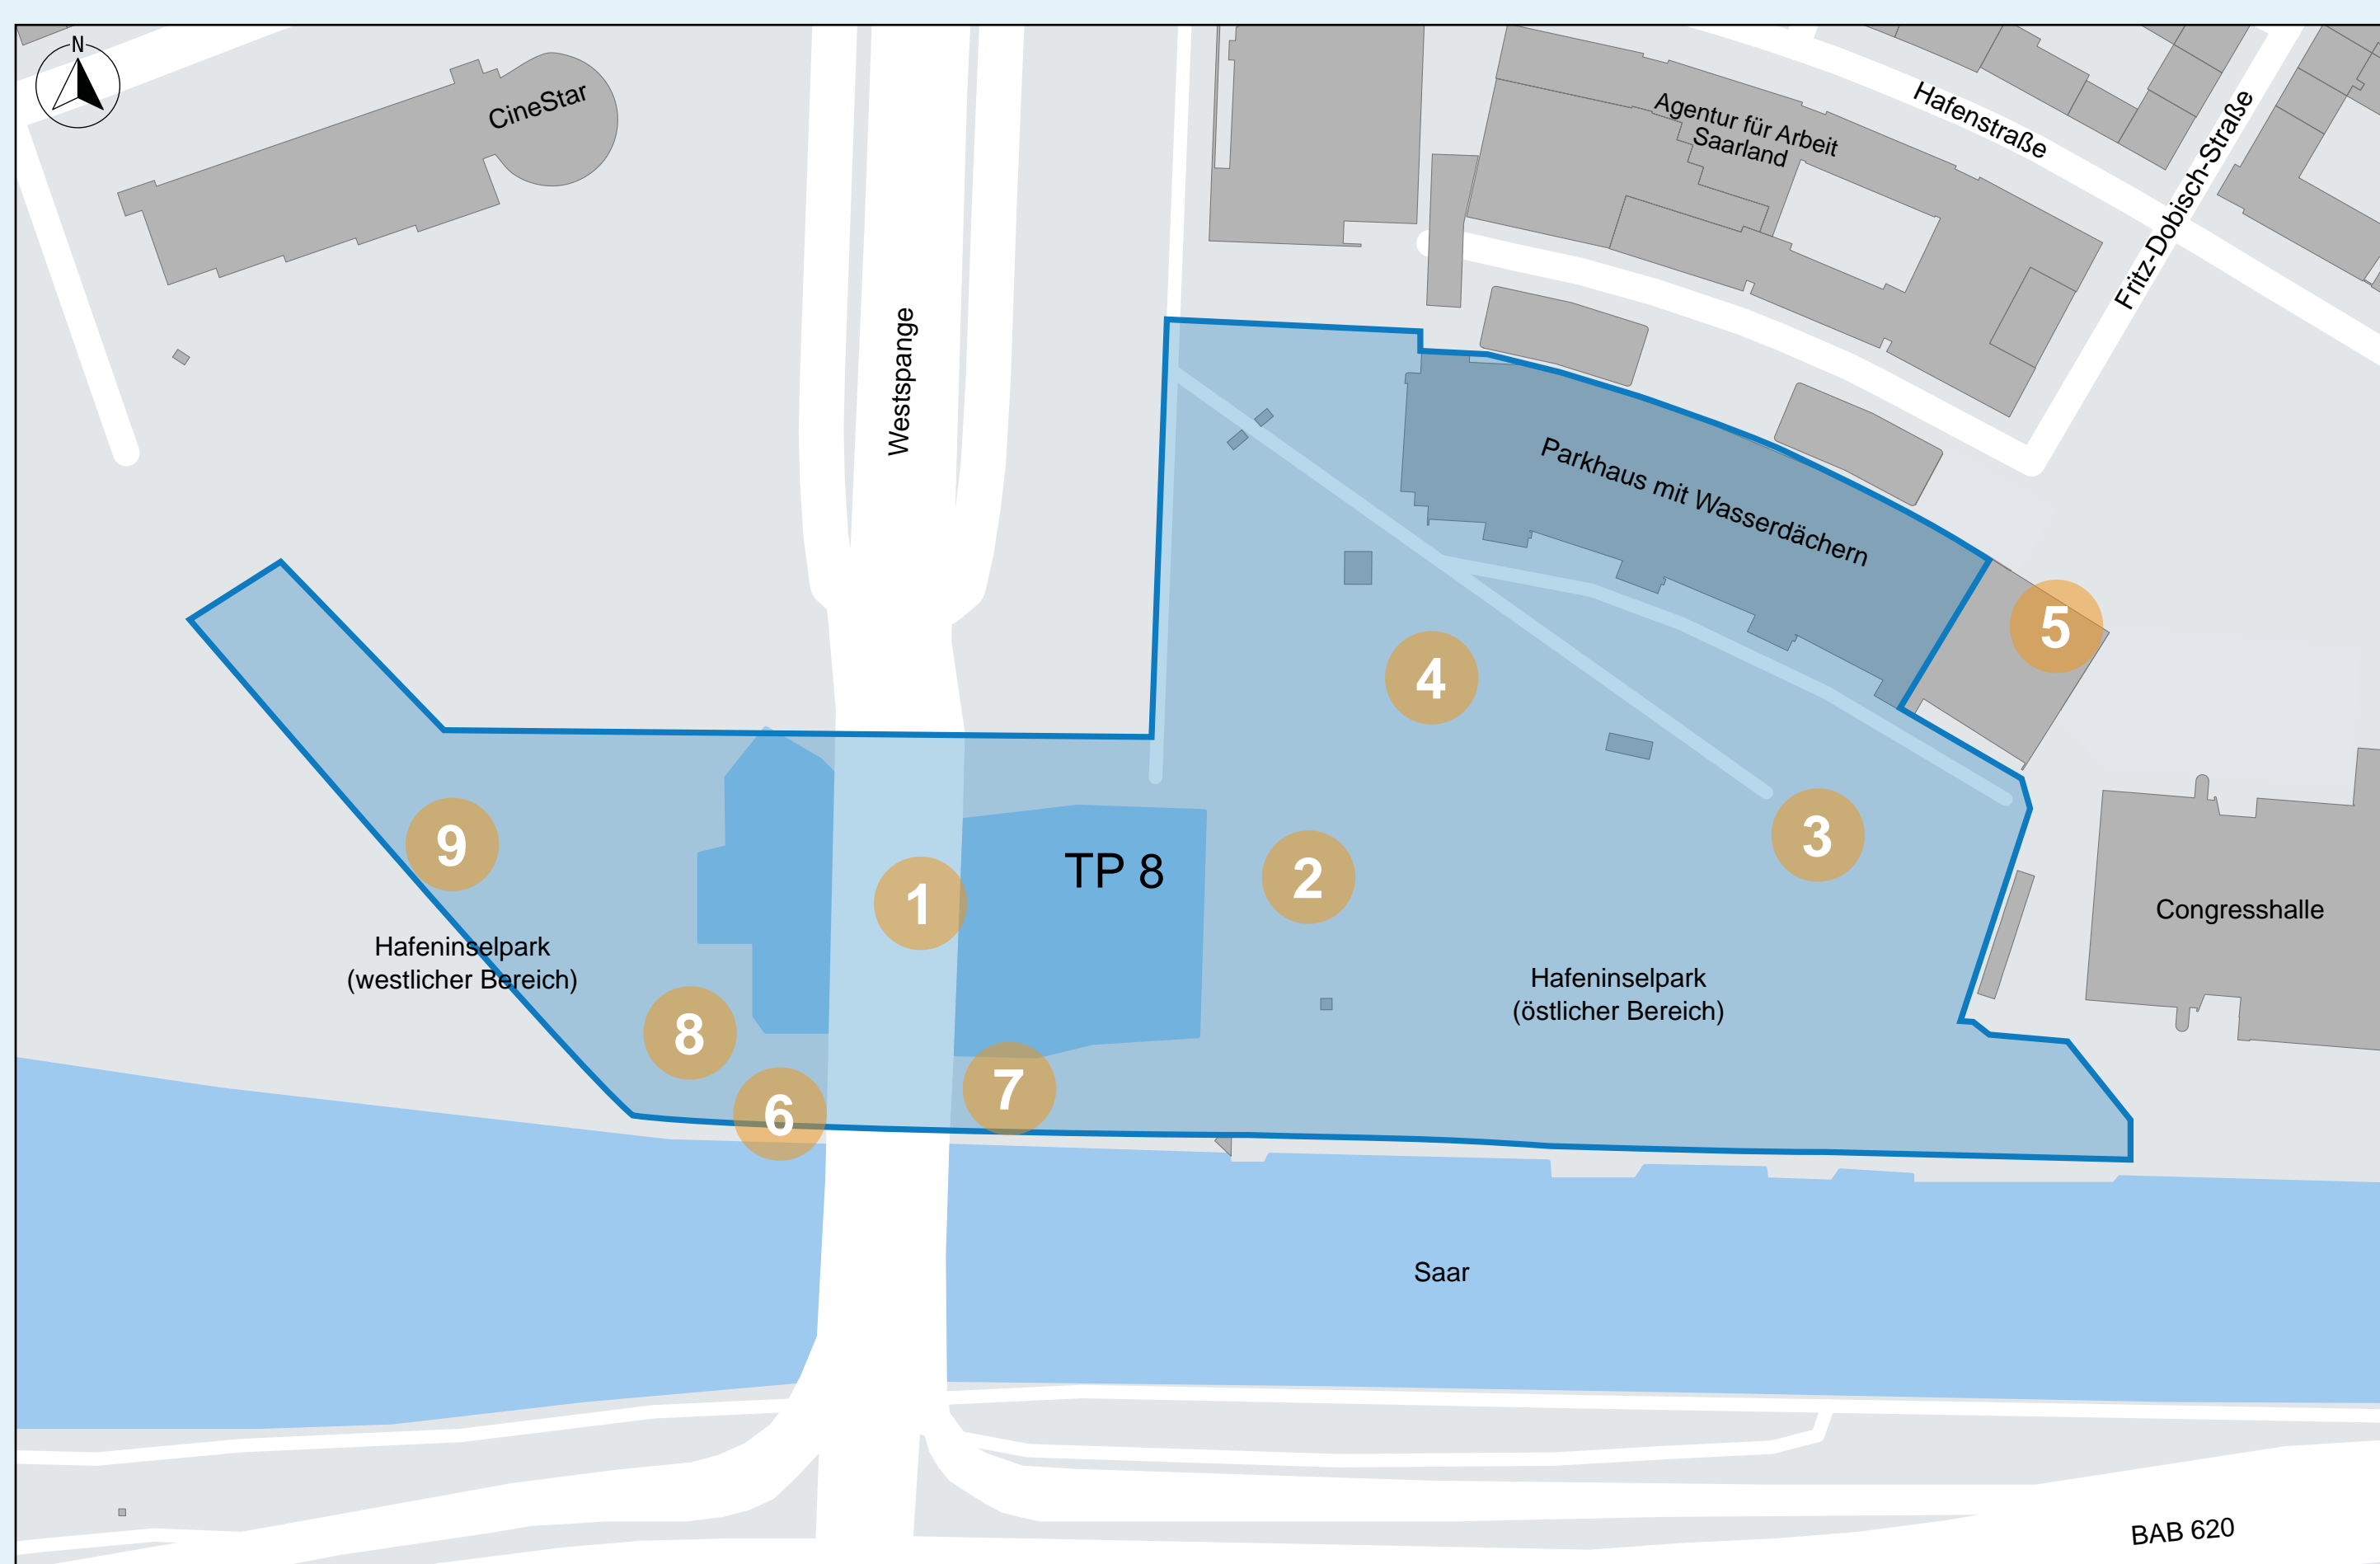 N
CineStar
Westspange
Agentur für Arbeit
Saarland
Hafenstraße
Fritz-Dobisch-Straße
Parkhaus mit Wasserdächern
5
4
3
9
TP 8
2
1
Congresshalle
Hafeninselpark
(westlicher Bereich)
Hafeninselpark
(östlicher Bereich)
8
7
6
Saar
BAB 620